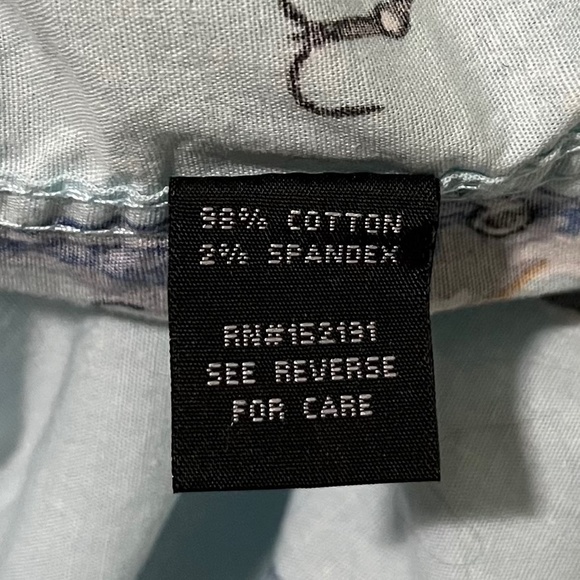 98% COTTON
2% SPANDEX
RN#152191
SEE REVERSE
FOR CARE